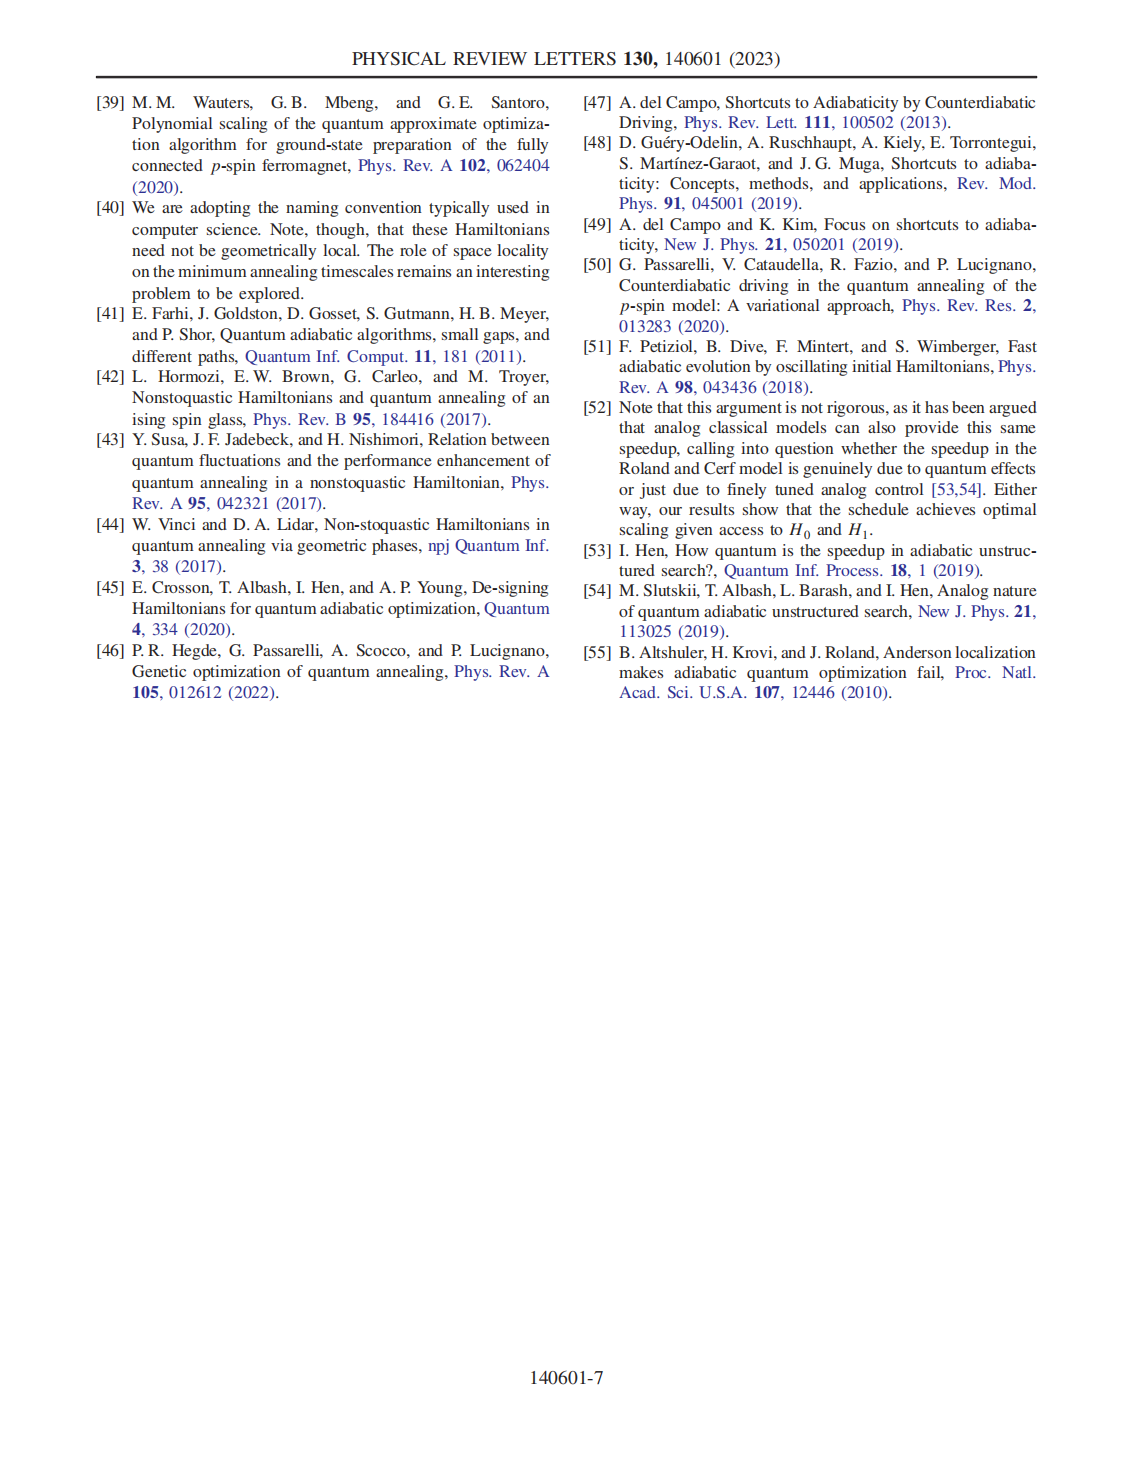 PHYSICAL REVIEW LETTERS 130, 140601 (2023)
[39] M. M. Wauters, G. B. Mbeng, and G. E. Santoro,
Polynomial scaling of the quantum approximate optimiza-
tion algorithm for ground-state preparation of the fully
connected p-spin ferromagnet, Phys. Rev. A 102, 062404
(2020).
[40] We are adopting the naming convention typically used in
computer science. Note, though, that these Hamiltonians
need not be geometrically local. The role of space locality
on the minimum annealing timescales remains an interesting
problem to be explored.
[41] E. Farhi, J. Goldston, D. Gosset, S. Gutmann, H. B. Meyer,
and P. Shor, Quantum adiabatic algorithms, small gaps, and
different paths, Quantum Inf. Comput. 11, 181 (2011).
[42] L. Hormozi, E. W. Brown, G. Carleo, and M. Troyer,
Nonstoquastic Hamiltonians and quantum annealing of an
ising spin glass, Phys. Rev. B 95, 184416 (2017).
[43] Y. Susa, J. F. Jadebeck, and H. Nishimori, Relation between
quantum fluctuations and the performance enhancement of
quantum annealing in a nonstoquastic Hamiltonian, Phys.
Rev. A 95, 042321 (2017).
[44] W. Vinci and D. A. Lidar, Non-stoquastic Hamiltonians in
quantum annealing via geometric phases, npj Quantum Inf.
3, 38 (2017).
[45] E. Crosson, T. Albash, I. Hen, and A. P. Young, De-signing
Hamiltonians for quantum adiabatic optimization, Quantum
4, 334 (2020).
[46] P. R. Hegde, G. Passarelli, A. Scocco, and P. Lucignano,
Genetic optimization of quantum annealing, Phys. Rev. A
105, 012612 (2022).
[47] A. del Campo, Shortcuts to Adiabaticity by Counterdiabatic
Driving, Phys. Rev. Lett. 111, 100502 (2013).
[48] D. Guéry-Odelin, A. Ruschhaupt, A. Kiely, E. Torrontegui,
S. Martínez-Garaot, and J. G. Muga, Shortcuts to adiaba-
ticity: Concepts, methods, and applications, Rev. Mod.
Phys. 91, 045001 (2019).
[49] A. del Campo and K. Kim, Focus on shortcuts to adiaba-
ticity, New J. Phys. 21, 050201 (2019).
[50] G. Passarelli, V. Cataudella, R. Fazio, and P. Lucignano,
Counterdiabatic driving in the quantum annealing of the
p-spin model: A variational approach, Phys. Rev. Res. 2,
013283 (2020).
[51] F. Petiziol, B. Dive, F. Mintert, and S. Wimberger, Fast
adiabatic evolution by oscillating initial Hamiltonians, Phys.
Rev. A 98, 043436 (2018).
[52] Note that this argument is not rigorous, as it has been argued
that analog classical models can also provide this same
speedup, calling into question whether the speedup in the
Roland and Cerf model is genuinely due to quantum effects
or just due to finely tuned analog control [53,54]. Either
way, our results show that the schedule achieves optimal
scaling given access to H0 and H1.
[53] I. Hen, How quantum is the speedup in adiabatic unstruc-
tured search?, Quantum Inf. Process. 18, 1 (2019).
[54] M. Slutskii, T. Albash, L. Barash, and I. Hen, Analog nature
of quantum adiabatic unstructured search, New J. Phys. 21,
113025 (2019).
[55] B. Altshuler, H. Krovi, and J. Roland, Anderson localization
makes adiabatic quantum optimization fail, Proc. Natl.
Acad. Sci. U.S.A. 107, 12446 (2010).
140601-7